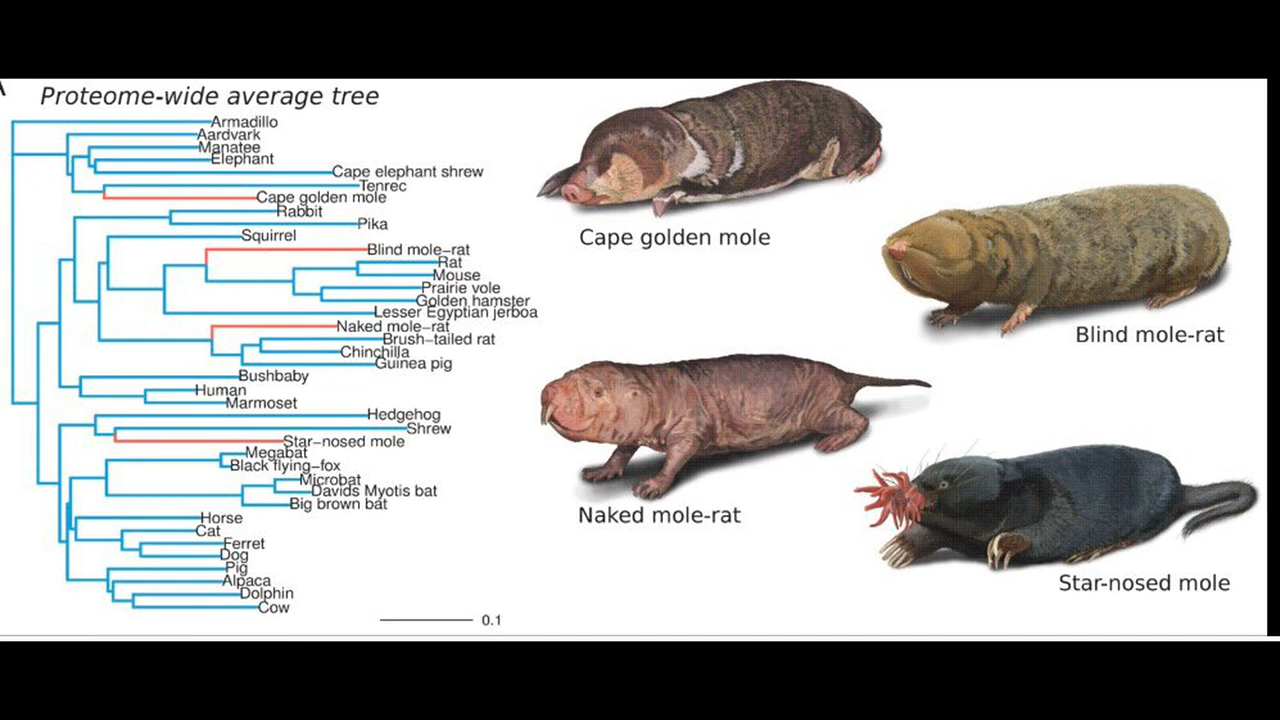 Proteome-wide average tree
Armadillo
Aardvark
Manatee
Elephant
Cape elephant shrew
Tenrec
Cape golden mole
Rabbit
Pika
Squirrel
Blind mole−rat
Rat
Mouse
Prairie vole
Golden hamster
Lesser Egyptian jerboa
Naked mole−rat
Brush−tailed rat
Chinchilla
Guinea pig
Bushbaby
Human
Marmoset
Hedgehog
Shrew
Star−nosed mole
Megabat
Black flying−fox
Microbat
Davids Myotis bat
Big brown bat
Horse
Cat
Ferret
Dog
Pig
Alpaca
Dolphin
Cow
0.1
Cape golden mole
Blind mole-rat
Naked mole-rat
Star-nosed mole